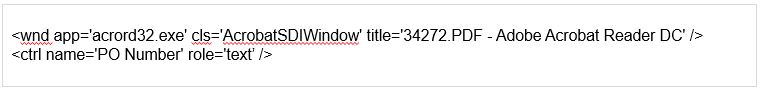 <wnd app='acrord32.exe' cls='AcrobatSDIWindow' title='34272.PDF - Adobe Acrobat Reader DC' />
<ctrl name='PO Number' role='text’ />